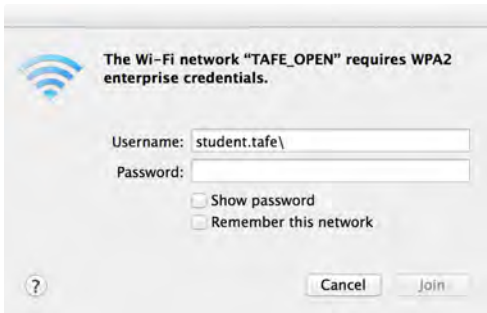 The Wi-Fi network “TAFE_OPEN” requires WPA2
enterprise credentials.
Username: student.tafe\
Password:
Show password
Remember this network
? Cancel Join